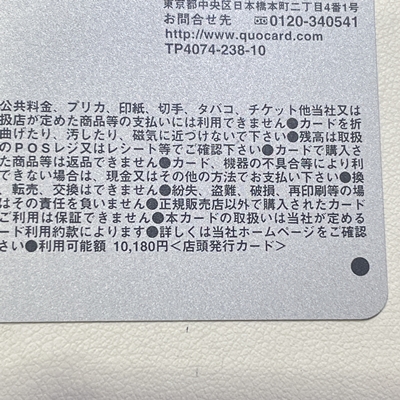 東京都中央区日本橋本町二丁目4番1号
お問合せ先 0120-340541
http://www.quocard.com
TP4074-238-10
公共料金、プリカ、印紙、切手、タバコ、チケット他当社又は
扱店が定めた商品等の支払いには利用できません●カードを折
曲げたり、汚したり、磁気に近づけないで下さい●残高は取扱
のPOSレジ又はレシート等でご確認下さい●カードで購入さ
た商品等は返品できません●カード、機器の不具合等により利
できない場合は、現金又はその他の方法でお支払い下さい●換
、転売、交換はできません●紛失、盗難、破損、再印刷等の場
はその責任を負いません●正規販売店以外で購入されたカード
ご利用は保証できません●本カードの取扱いは当社が定める
ード利用約款によります●詳しくは当社ホームページをご確認
さい●利用可能額 10,180円<店頭発行カード>